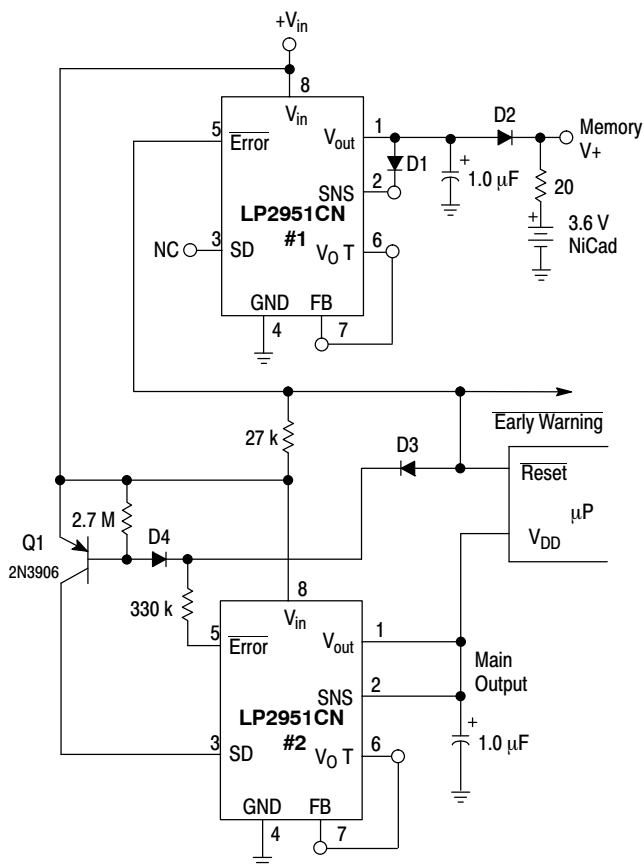 +Vin
8
Vin
5
Error
Vout
1
D2
Memory
V+
D1
1.0 µF
20
SNS
2
LP2951CN
#1
3.6 V
NiCad
NC
3
SD
VO T
6
GND
FB
4
7
27 k
Early Warning
D3
Reset
µP
VDD
2.7 M
D4
Q1
2N3906
330 k
8
Vin
5
Error
Vout
1
Main
Output
SNS
2
LP2951CN
#2
1.0 µF
3
SD
VO T
6
GND
FB
4
7